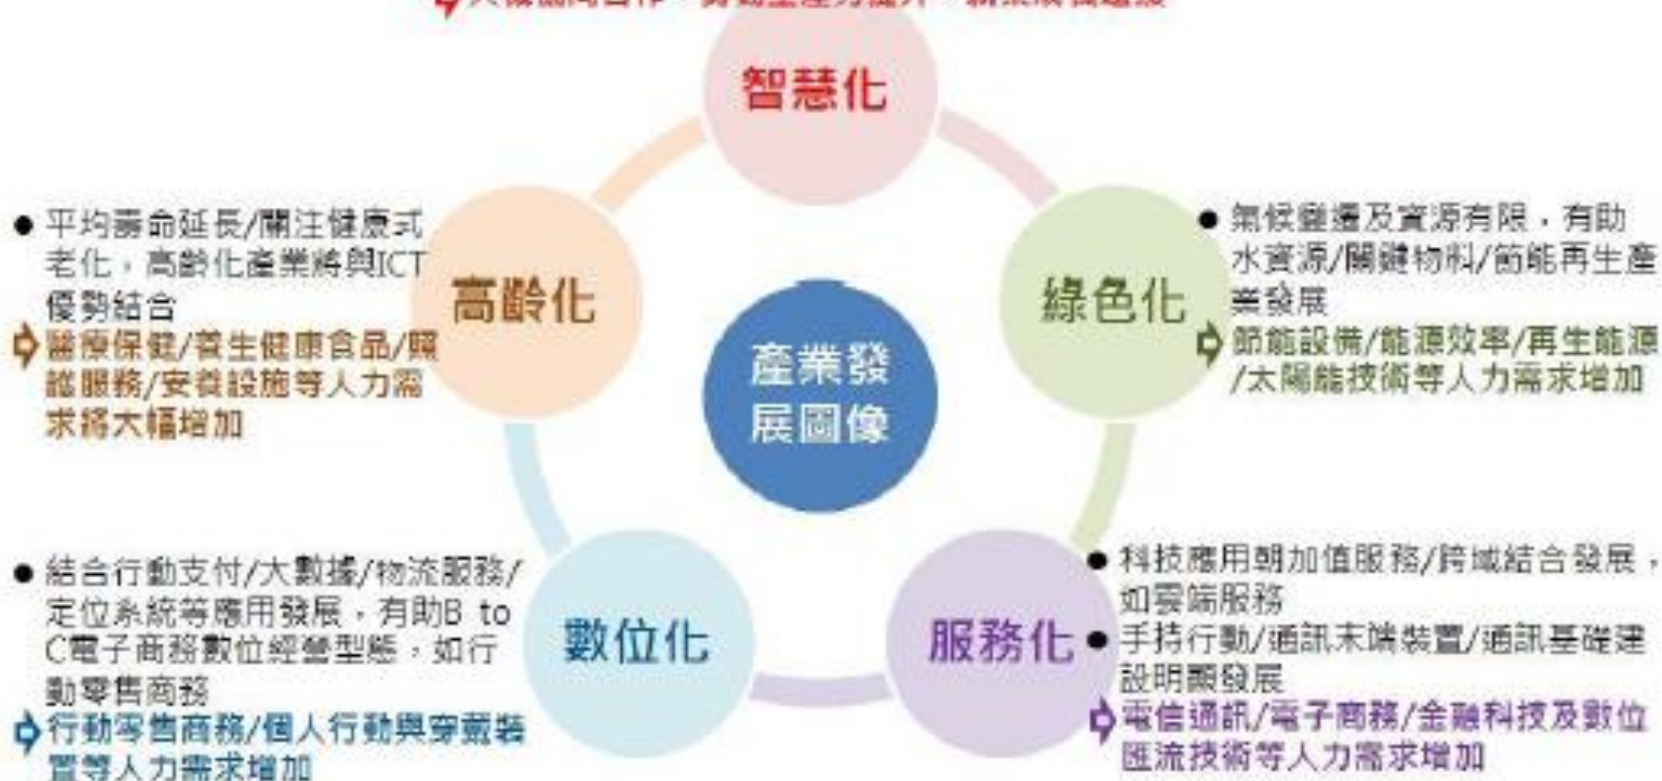 智慧化
平均壽命延長/關注健康式
老化，高齡化產業將與ICT
優勢結合
醫療保健/養生健康食品/照
護服務/安養設施等人力需
求將大幅增加
高齡化
產業發
展圖像
綠色化
氣候變遷及資源有限，有助
水資源/關鍵物料/節能再生產
業發展
節能設備/能源效率/再生能源
/太陽能技術等人力需求增加
結合行動支付/大數據/物流服務/
定位系統等應用發展，有助B to
C電子商務數位經營型態，如行
動零售商務
行動零售商務/個人行動與穿戴裝
置等人力需求增加
數位化
服務化
科技應用朝加值服務/跨域結合發展，
如雲端服務
手持行動/通訊末端裝置/通訊基礎建
設明顯發展
電信通訊/電子商務/金融科技及數位
匯流技術等人力需求增加